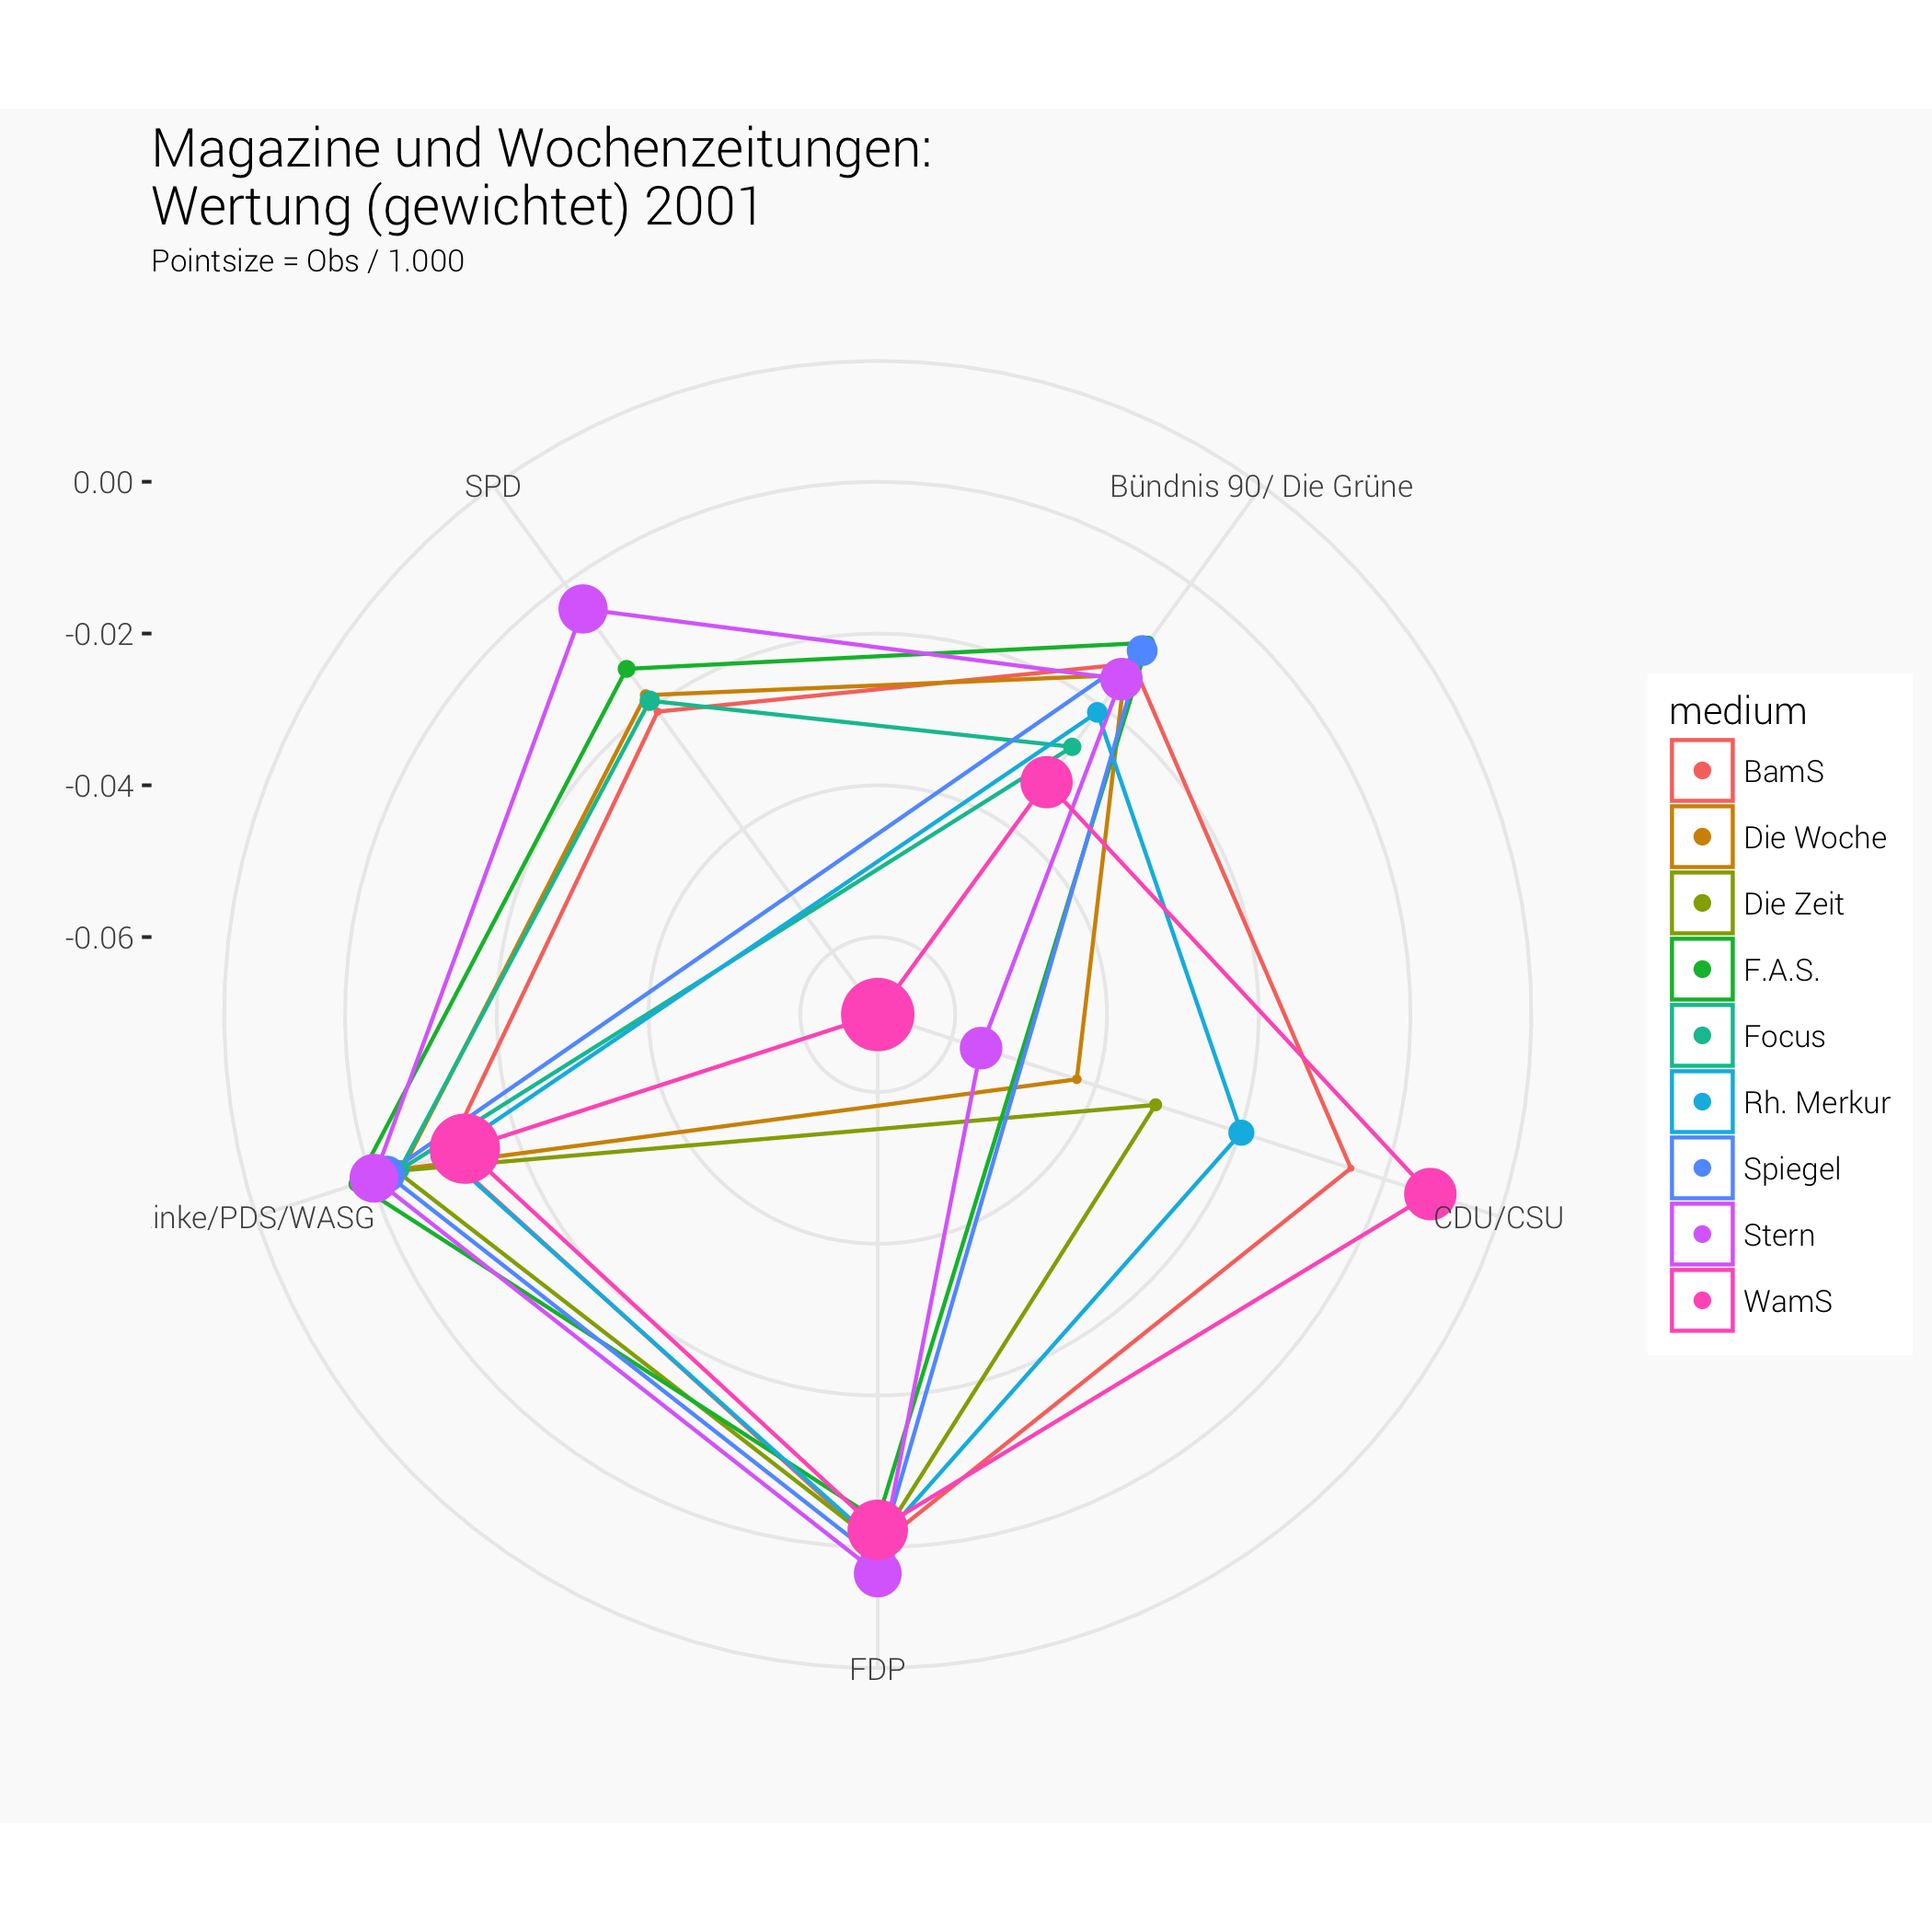 Magazine und Wochenzeitungen:
Wertung (gewichtet) 2001
Pointsize = Obs / 1.000
0.00
SPD
Bündnis 90/ Die Grüne
-0.02
-0.04
-0.06
inke/PDS/WASG
CDU/CSU
FDP
medium
BamS
Die Woche
Die Zeit
F.A.S.
Focus
Rh. Merkur
Spiegel
Stern
WamS